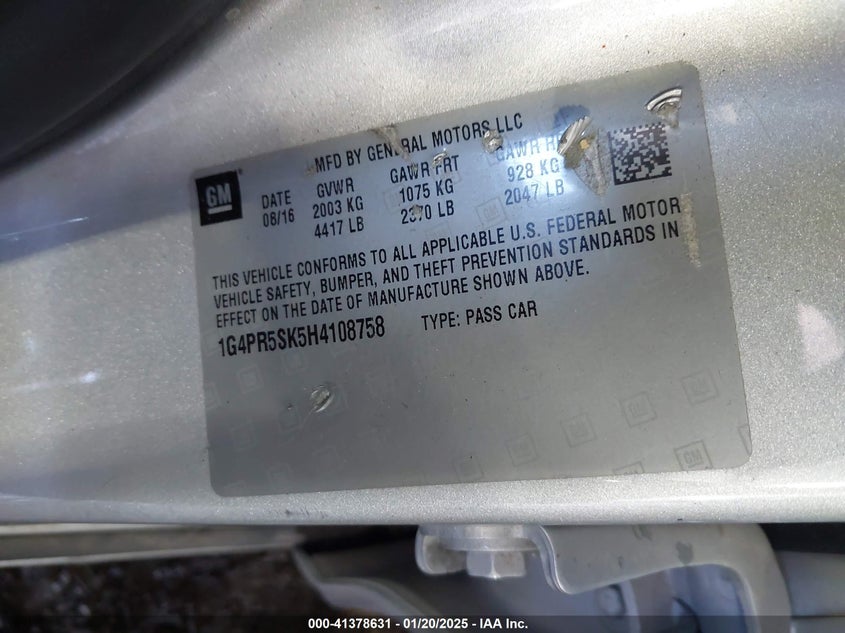 MFD BY GENERAL MOTORS LLC
GM
DATE GVWR GAWR FRT GAWR
08/16 2003 KG 1075 KG 928 KG
4417 LB 2370 LB 2047 LB
THIS VEHICLE CONFORMS TO ALL APPLICABLE U.S. FEDERAL MOTOR
VEHICLE SAFETY, BUMPER, AND THEFT PREVENTION STANDARDS IN
EFFECT ON THE DATE OF MANUFACTURE SHOWN ABOVE.
1G4PR5SK5H4108758 TYPE: PASS CAR
GM
000-41378631 - 01/20/2025 - IAA Inc.